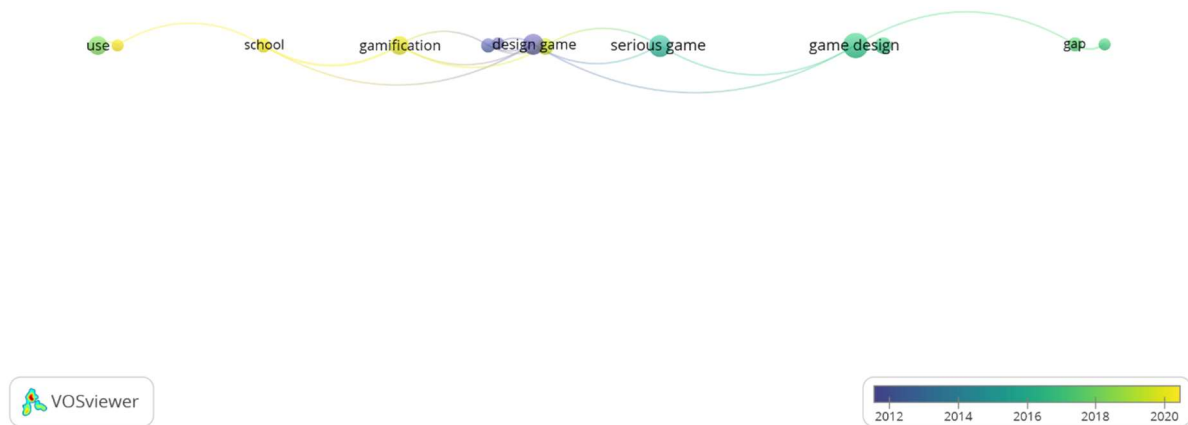 use
school
gamification
design game
serious game
game design
gap
VOSviewer
2012 2014 2016 2018 2020